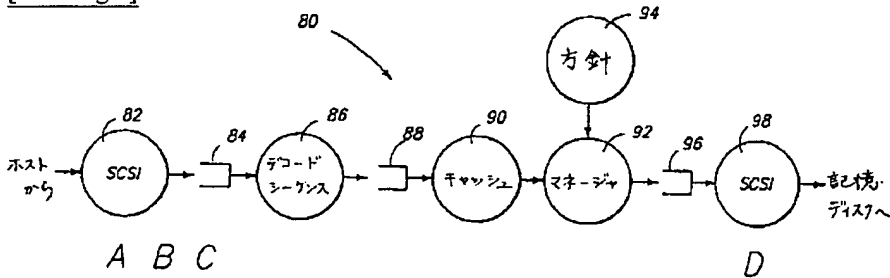 80
94
方針
82
84
86
88
90
92
96
98
ホスト
から
SCSI
デコード
シーケンス
キャッシュ
マネージャ
SCSI
記憶・
ディスクへ
A B C
D